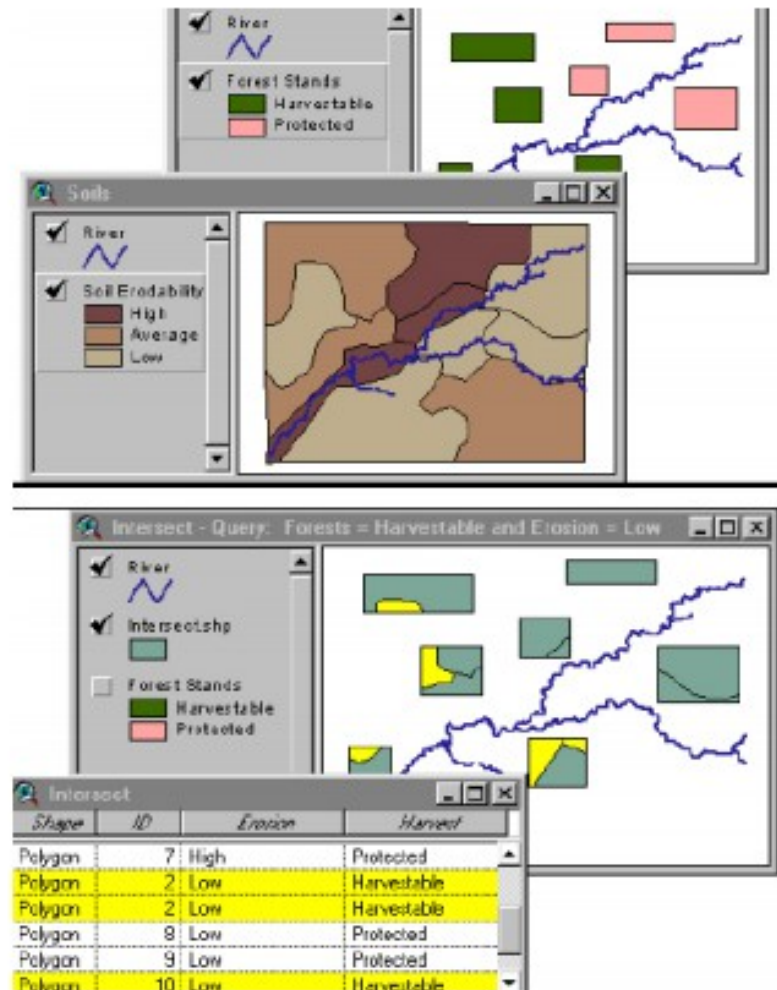 River
Forest Stands
Harvestable
Protected
Soils
River
Soil Erodability
High
Average
Low
Intersect - Query: Forests = Harvestable and Erosion = Low
River
Intersect.shp
Forest Stands
Harvestable
Protected
Intersect
Shape ID Erosion Harvest
Polygon 7 High Protected
Polygon 2 Low Harvestable
Polygon 2 Low Harvestable
Polygon 8 Low Protected
Polygon 9 Low Protected
Polygon 10 Low Harvestable